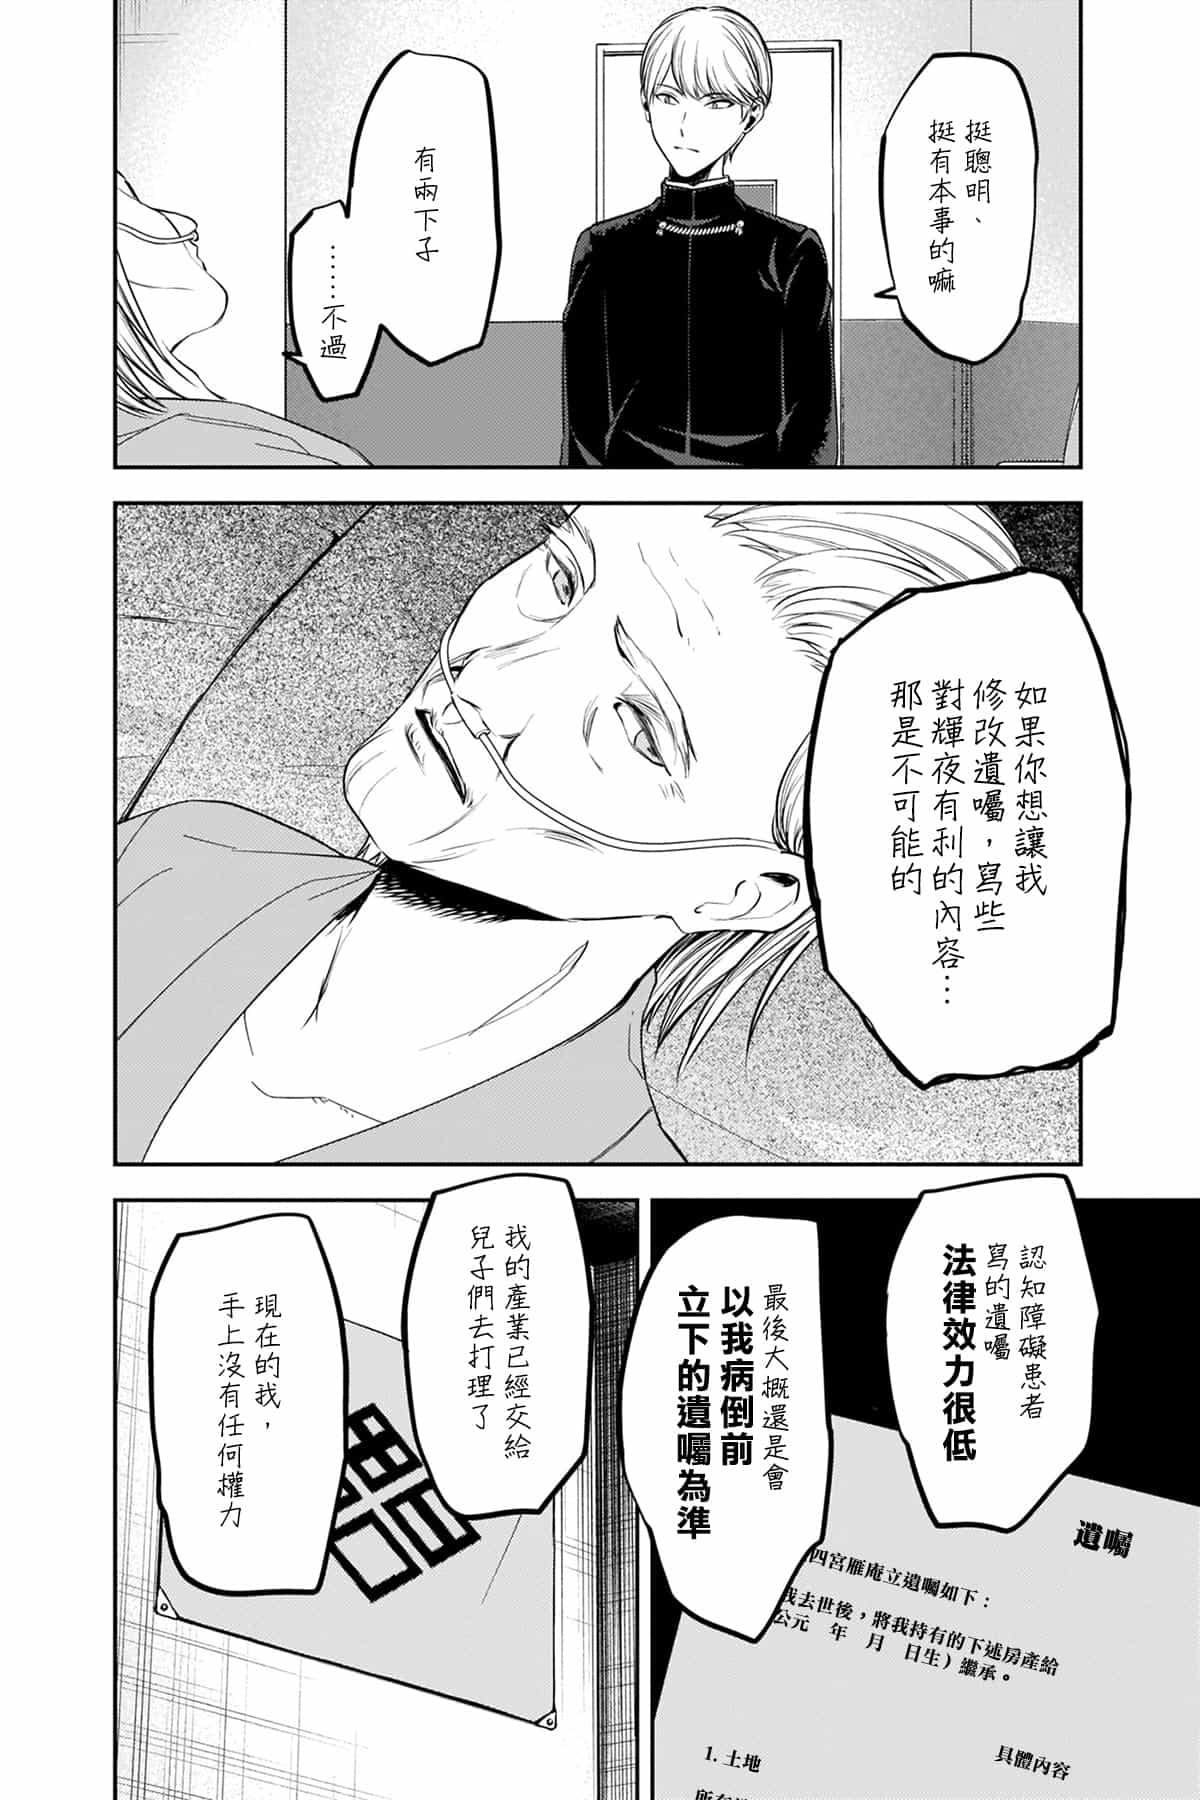 挺聰明、
挺有本事的嘛
有兩下子
……不過
如果你想讓我
修改遺囑，寫些
對輝夜有利的內容…
那是不可能的
認知障礙患者
寫的遺囑
法律效力很低
最後大概還是會
以我病倒前
立下的遺囑為準
遺囑
四宮雁庵立遺囑如下：
我去世後，將我持有的下述房產給
公元 年 月 日生）繼承。
具體內容
1. 土地
我的產業已經交給
兒子們去打理了
現在的我，
手上沒有任何權力